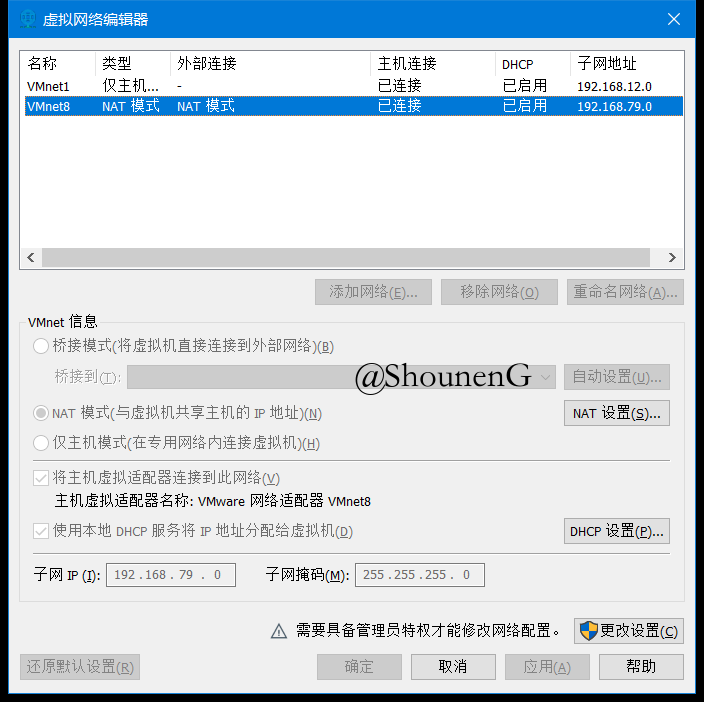 虚拟网络编辑器
名称 类型 外部连接 主机连接 DHCP 子网地址
VMnet1 仅主机... - 已连接 已启用 192.168.12.0
VMnet8 NAT 模式 NAT 模式 已连接 已启用 192.168.79.0
添加网络(E)... 移除网络(O) 重命名网络(A)...
VMnet 信息
桥接模式(将虚拟机直接连接到外部网络)(B)
桥接到(T): 自动设置(U)...
@ShounenG
NAT 模式(与虚拟机共享主机的 IP 地址)(N) NAT 设置(S)...
仅主机模式(在专用网络内连接虚拟机)(H)
将主机虚拟适配器连接到此网络(V)
主机虚拟适配器名称: VMware 网络适配器 VMnet8
使用本地 DHCP 服务将 IP 地址分配给虚拟机(D) DHCP 设置(P)...
子网 IP (I): 192 . 168 . 79 . 0 子网掩码(M): 255 . 255 . 255 . 0
需要具备管理员特权才能修改网络配置。 更改设置(C)
还原默认设置(R) 确定 取消 应用(A) 帮助